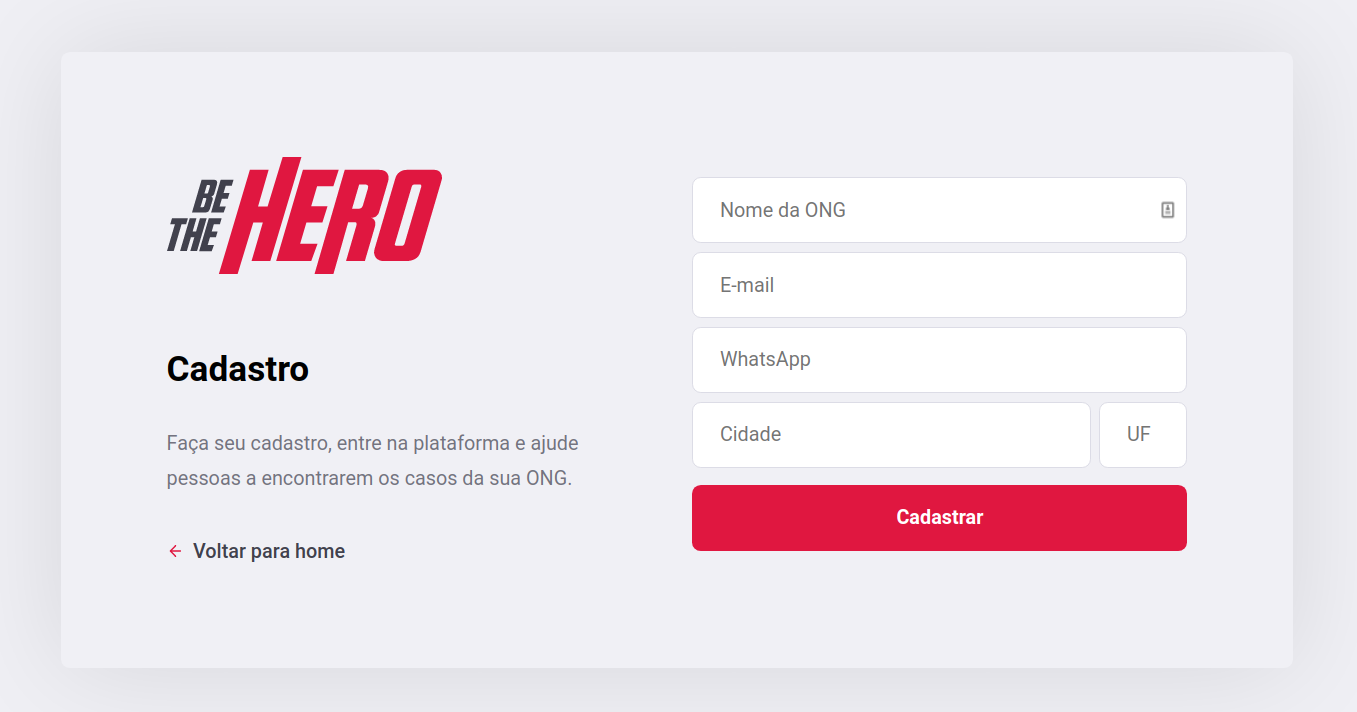 BE
THE HERO
Cadastro
Faça seu cadastro, entre na plataforma e ajude
pessoas a encontrarem os casos da sua ONG.
Voltar para home
Nome da ONG
E-mail
WhatsApp
Cidade
UF
Cadastrar